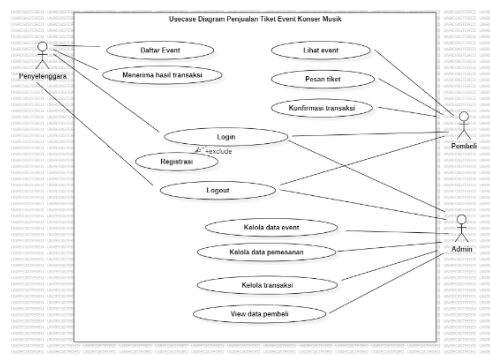 Usecase Diagram Penjualan Tiket Event Konser Musik
Daftar Event
Lihat event
Penyelenggara
Menerima hasil transaksi
Pesan tiket
Konfirmasi transaksi
Login
Pembeli
+exclude
Registrasi
Logout
Kelola data event
Admin
Kelola data pemesanan
Kelola transaksi
View data pembeli